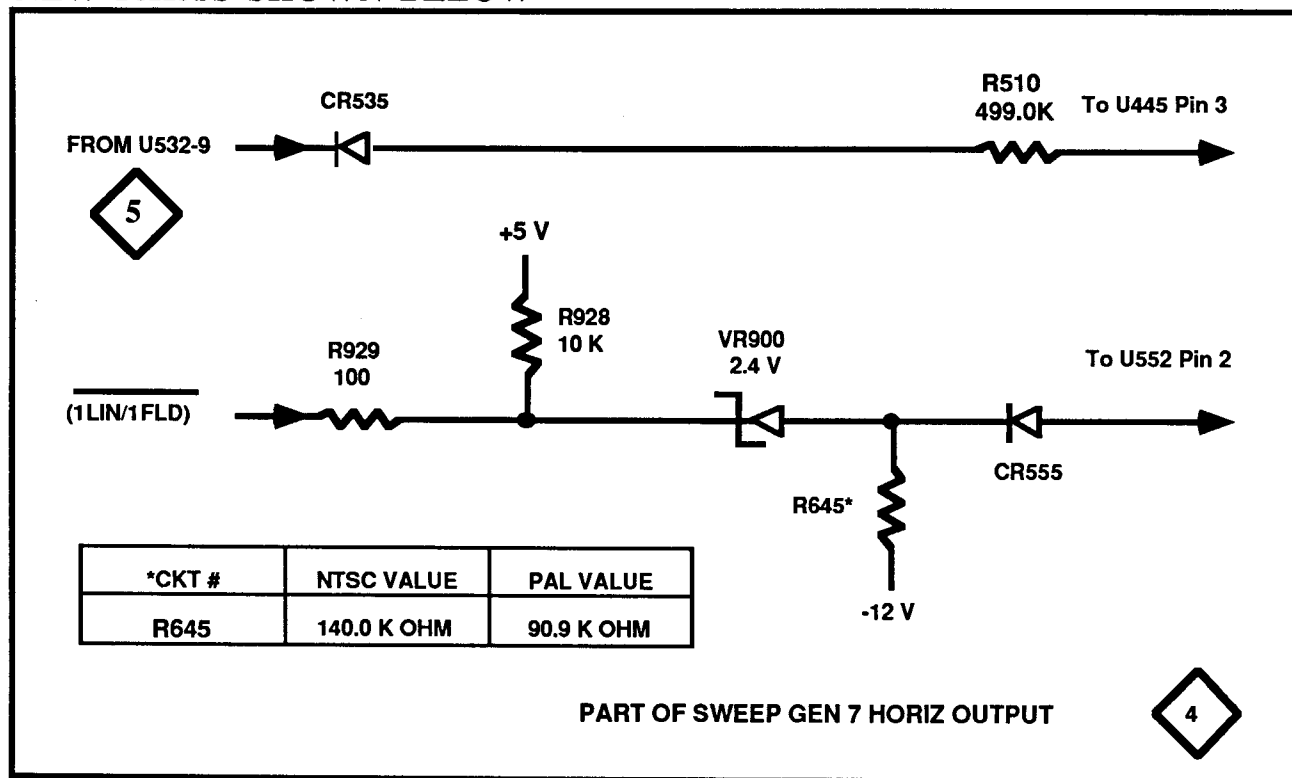 CR535
R510
499.0K
To U445 Pin 3
FROM U532-9
5
+5 V
R928
10 K
R929
100
VR900
2.4 V
To U552 Pin 2
(1LIN/1FLD)
CR555
R645*
-12 V
*CKT # NTSC VALUE PAL VALUE
R645 140.0 K OHM 90.9 K OHM
PART OF SWEEP GEN 7 HORIZ OUTPUT
4